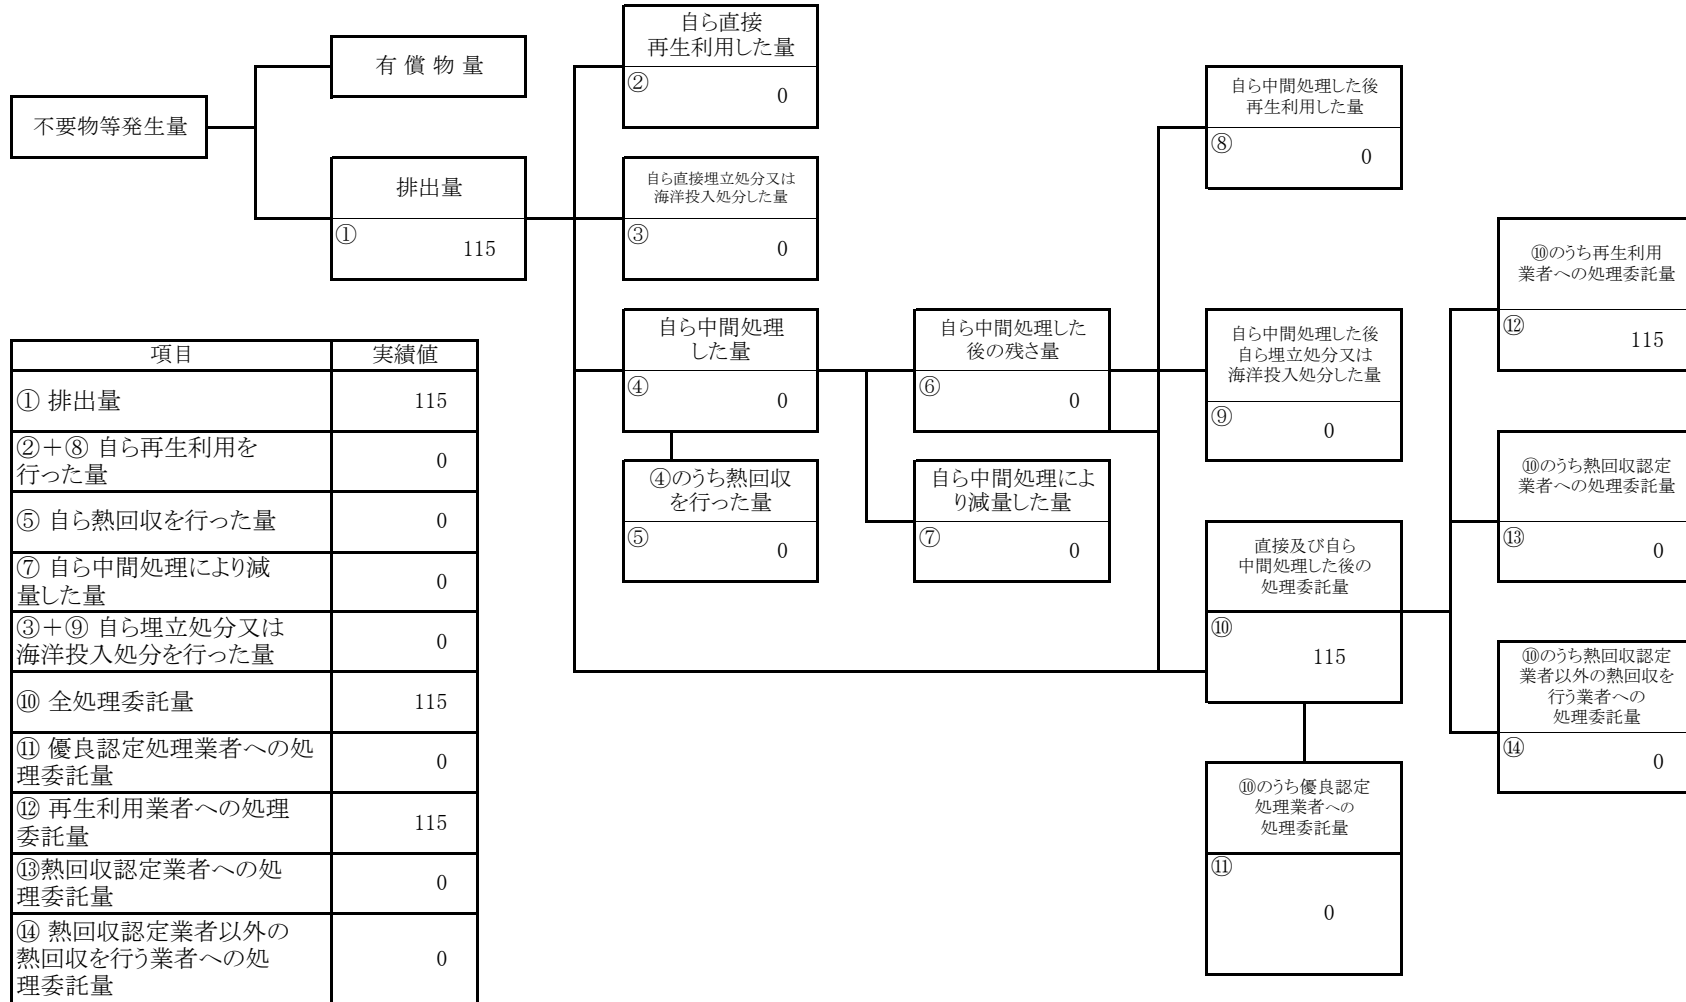 不要物等発生量
有 償 物 量
排出量
①
115
自ら直接
再生利用した量
②
0
自ら直接埋立処分又は
海洋投入処分した量
③
0
自ら中間処理
した量
④
0
④のうち熱回収
を行った量
⑤
0
自ら中間処理した
後の残さ量
⑥
0
自ら中間処理によ
り減量した量
⑦
0
自ら中間処理した後
再生利用した量
⑧
0
自ら中間処理した後
自ら埋立処分又は
海洋投入処分した量
⑨
0
直接及び自ら
中間処理した後の
処理委託量
⑩
115
⑩のうち優良認定
処理業者への
処理委託量
⑪
0
⑩のうち再生利用
業者への処理委託量
⑫
115
⑩のうち熱回収認定
業者への処理委託量
⑬
0
⑩のうち熱回収認定
業者以外の熱回収を
行う業者への
処理委託量
⑭
0
項目 実績値
① 排出量 115
②+⑧ 自ら再生利用を
行った量 0
⑤ 自ら熱回収を行った量 0
⑦ 自ら中間処理により減
量した量 0
③+⑨ 自ら埋立処分又は
海洋投入処分を行った量 0
⑩ 全処理委託量 115
⑪ 優良認定処理業者への処
理委託量 0
⑫ 再生利用業者への処理
委託量 115
⑬熱回収認定業者への処
理委託量 0
⑭ 熱回収認定業者以外の
熱回収を行う業者への処
理委託量 0